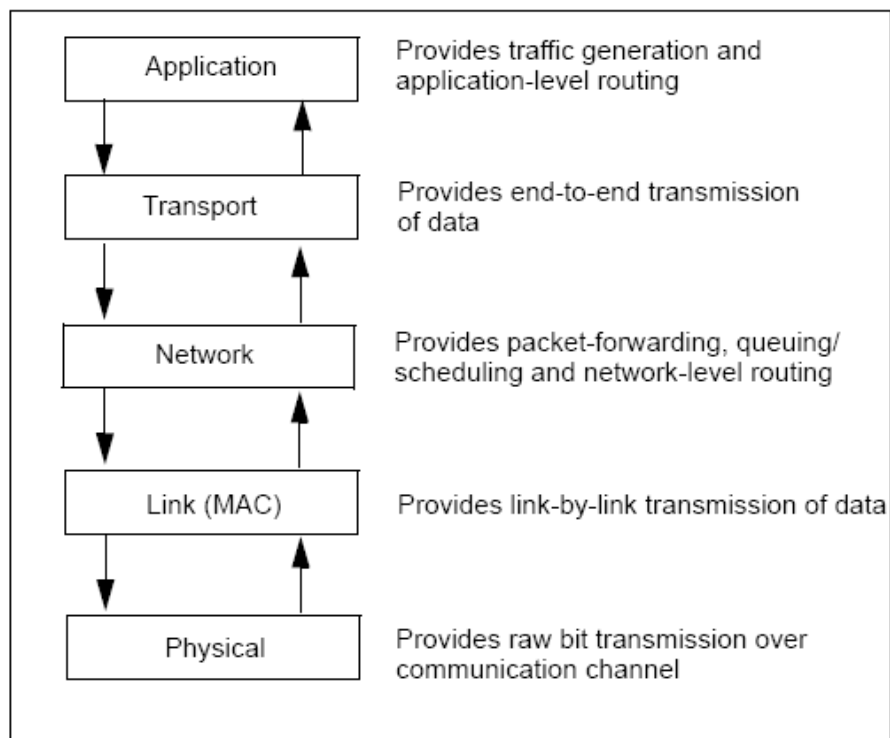 Application
Provides traffic generation and
application-level routing
Transport
Provides end-to-end transmission
of data
Network
Provides packet-forwarding, queuing/
scheduling and network-level routing
Link (MAC)
Provides link-by-link transmission of data
Physical
Provides raw bit transmission over
communication channel